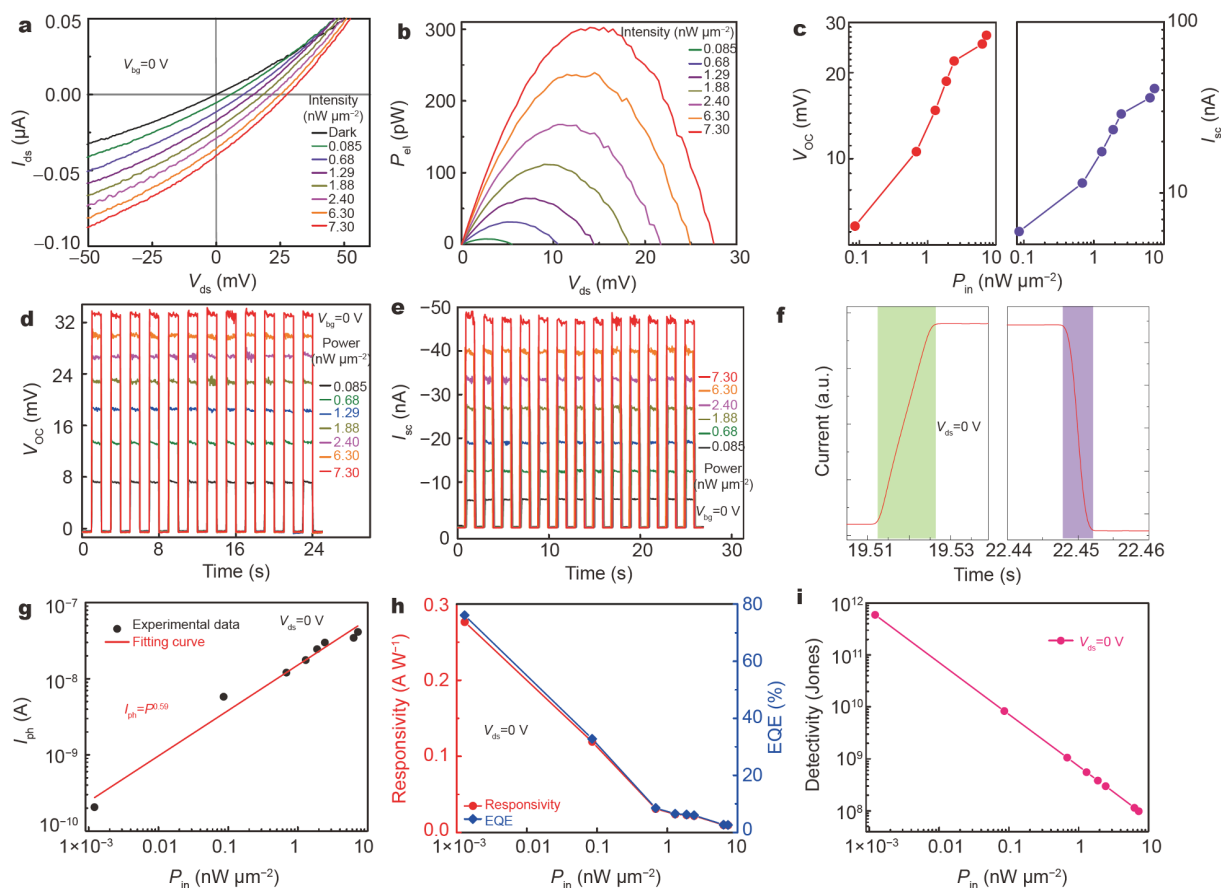 a
V_bg=0 V
0.05
0.00
−0.05
−0.10
I_ds (μA)
Intensity
(nW μm⁻²)
Dark
0.085
0.68
1.29
1.88
2.40
6.30
7.30
−50
−25
0
25
50
V_ds (mV)
b
Intensity (nW μm⁻²)
0.085
0.68
1.29
1.88
2.40
6.30
7.30
300
200
100
0
P_el (pW)
0
10
20
30
V_ds (mV)
c
30
20
10
V_OC (mV)
100
10
I_sc (nA)
0.1
1
10
0.1
1
10
P_in (nW μm⁻²)
d
V_bg=0 V
Power
(nW μm⁻²)
0.085
0.68
1.29
1.88
2.40
6.30
7.30
32
24
16
8
0
V_OC (mV)
0
8
16
24
Time (s)
e
−50
−40
−30
−20
−10
0
I_sc (nA)
7.30
6.30
2.40
1.88
0.68
0.085
Power
(nW μm⁻²)
V_bg=0 V
0
10
20
30
Time (s)
f
Current (a.u.)
V_ds=0 V
19.51
19.53
22.44
22.45
22.46
Time (s)
g
Experimental data
Fitting curve
V_ds=0 V
I_ph=P^0.59
10⁻⁷
10⁻⁸
10⁻⁹
10⁻¹⁰
I_ph (A)
1×10⁻³
0.01
0.1
1
10
P_in (nW μm⁻²)
h
0.3
0.2
0.1
0.0
Responsivity (A W⁻¹)
V_ds=0 V
Responsivity
EQE
80
60
40
20
0
EQE (%)
1×10⁻³
0.01
0.1
1
10
P_in (nW μm⁻²)
i
V_ds=0 V
10¹²
10¹¹
10¹⁰
10⁹
10⁸
Detectivity (Jones)
1×10⁻³
0.01
0.1
1
10
P_in (nW μm⁻²)